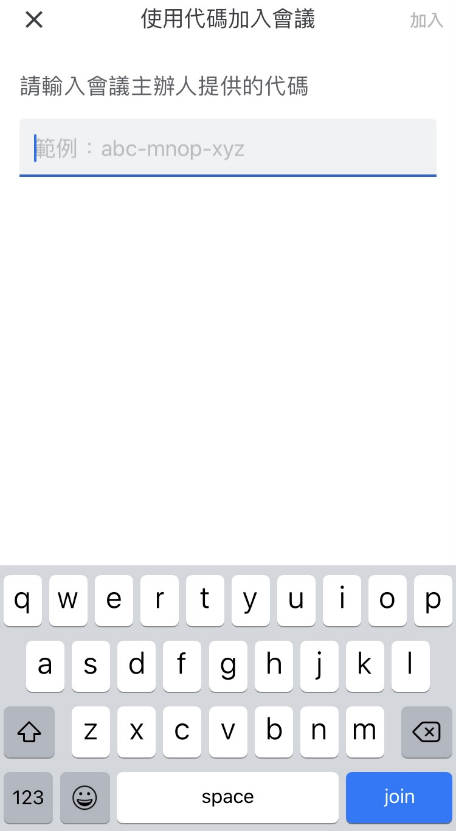 使用代碼加入會議 加入
請輸入會議主辦人提供的代碼
範例：abc-mnop-xyz
q w e r t y u i o p
a s d f g h j k l
z x c v b n m
123 space join